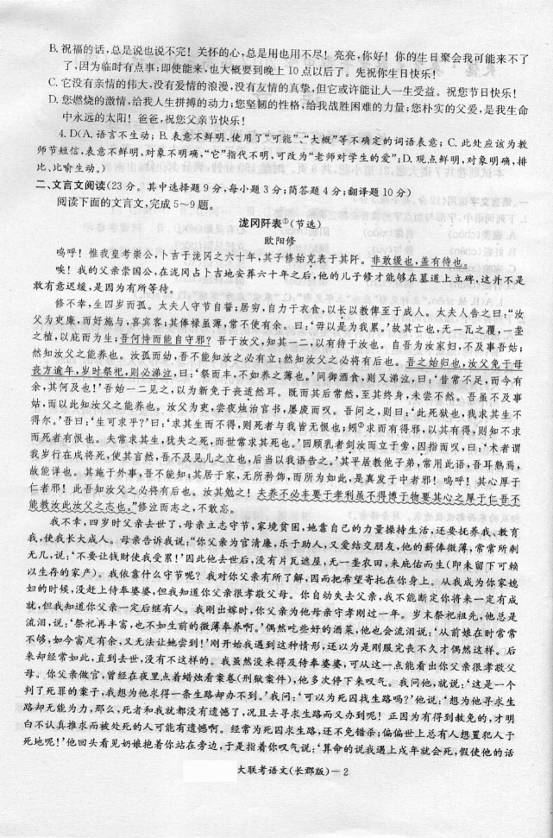 B. 祝福的话,总是说也说不完! 关怀的心,总是用也用不尽! 亮亮,你好! 你的生日聚会我可能来不了
了,因为临时有点事;即使能来,也大概要到晚上10点以后了。先祝你生日快乐!
C. 它没有亲情的伟大,没有爱情的浪漫,没有友情的真挚,但它或许能让人一生受益。祝您节日快乐!
D. 您燃烧的激情,给我人生拼搏的动力;您坚韧的性格,给我战胜困难的力量;您朴实的父爱,是我生命
中永远的太阳! 爸爸,祝您父亲节快乐!
4. D(A. 语言不生动;B. 表意不鲜明,使用了“可能”、“大概”等不确定的词语表意;C. 此处应该为教
师节短信,表意不鲜明,对象不明确,“它”指代不明,可改为“老师对学生的爱”;D. 观点鲜明,对象明确,排
比、比喻生动。)
二、文言文阅读(23分。其中选择题9分,每小题3分;简答题4分;翻译题10分)
阅读下面的文言文,完成5~9题。
泷冈阡表①(节选)
欧阳修
呜呼! 惟我皇考崇公,卜吉于泷冈之六十年,其子修始克表于其阡。非敢缓也,盖有待也。
唉! 我的父亲崇国公,在泷冈占卜吉地安葬六十年之后,他的儿子修才能够在墓道上立碑,这并不是
敢有意迟缓,是因为有所等待。
修不幸,生四岁而孤。太夫人守节自誓;居穷,自力于衣食,以长以教俾至于成人。太夫人告之曰:“汝
父为吏廉,而好施与,喜宾客;其俸禄虽薄,常不使有余。曰:‘毋以是为我累。’故其亡也,无一瓦之覆,一垄
之植,以庇而为生;吾何恃而能自守邪? 吾于汝父,知其一二,以有待于汝也。自吾为汝家妇,不及事吾姑;
然知汝父之能养也。汝孤而幼,吾不能知汝之必有立;然知汝父之必将有后也。吾之始归也,汝父免于母
丧方逾年,岁时祭祀,则必涕泣,曰:‘祭而丰,不如养之薄也。’间御酒食,则又涕泣,曰:‘昔常不足,而今有
余,其何及也!’吾始一二见之,以为新免于丧适然耳。既而其后常然,至其终身,未尝不然。吾虽不及事
姑,而以此知汝父之能养也。汝父为吏,尝夜烛治官书,屡废而叹。吾问之,则曰:‘此死狱也,我求其生不
得尔。’吾曰:‘生可求乎?’曰:‘求其生而不得,则死者与我皆无恨也;矧②求而有得邪,以其有得,则知不求
而死者有恨也。夫常求其生,犹失之死,而世常求其死也。’回顾乳者剑汝而立于旁,因指而叹,曰:‘术者谓
我岁行在戌将死,使其言然,吾不及见儿之立也,后当以我语告之。’其平居教他子弟,常用此语,吾耳熟焉,
故能详也。其施于外事,吾不能知;其居于家,无所矜饰,而所为如此,是真发于中者邪! 呜呼! 其心厚于
仁者邪! 此吾知汝父之必将有后也。汝其勉之! 夫养不必丰要于孝利虽不得博于物要其心之厚于仁吾不
能教汝此汝父之志也。”修泣而志之,不敢忘。
我不幸,四岁时父亲去世了,母亲立志守节,家境贫困,她靠自己的力量操持生活,还要抚养我、教育
我,使我长大成人。母亲告诉我说:“你父亲为官清廉,乐于助人,又爱结交朋友,他的薪俸微薄,常常所剩
无几,说:‘不要让钱财使我受累!’因此他去世后,没有片瓦遮屋,无一垄农田,来庇佑而生(即未留下可赖
以生存的家产)。我依靠什么守节呢? 我对你父亲有所了解,因而把希望寄托在你身上。从我成为你家媳
妇的时候,没赶上侍奉婆婆,但我知道你父亲很孝敬父母。你自幼失去父亲,我不能断定你将来一定有成
就,但我知道你父亲一定后继有人。我刚出嫁时,你父亲为他母亲守孝刚过一年。岁末祭祀祖先,他总是
流泪,说:‘祭祀再丰富,也不如生前的微薄奉养啊。’偶然吃些好的酒菜,他也会流泪说:‘从前娘在时常常
不够,如今富足有余,又无法让她尝到!’刚开始我遇到这种情形,还以为是刚服完丧不久才偶然这样。后
来却经常如此,直到去世,没有不这样的。我虽然没来得及侍奉婆婆,可从这一点能看出你父亲很孝敬父
母。你父亲做官,曾经在夜里点着蜡烛看案卷(刑狱案件),他多次停下来叹气。我问他,就说:‘这是一个
判了死罪的案子,我想为他求得一条生路却办不到。’我问:‘可以为死囚找生路吗?’他说:‘想为他寻求生
路却无能为力,那么,死者和我就都没有遗憾了,况且去寻求生路而又办到呢! 正因为有得到赦免的,才明
白不认真推求而被处死的人可能有遗憾啊。经常为死囚求生路,还不免错杀;偏偏世上总有人想置犯人于
死地呢!’他回头看见奶娘抱着你站在旁边,于是指着你叹气说:‘算命的说我遇上戌年就会死,假使他的话
大联考语文(长郡版)—2